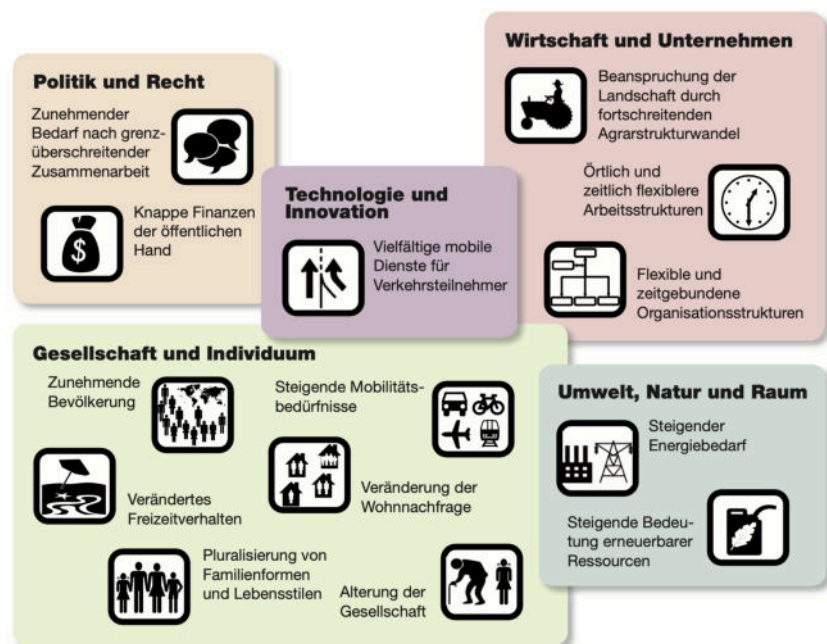 Politik und Recht
Zunehmender
Bedarf nach grenz-
überschreitender
Zusammenarbeit
Knappe Finanzen
der öffentlichen
Hand
$
Technologie und
Innovation
Vielfältige mobile
Dienste für
Verkehrsteilnehmer
Wirtschaft und Unternehmen
Beanspruchung der
Landschaft durch
fortschreitenden
Agrarstrukturwandel
Örtlich und
zeitlich flexiblere
Arbeitsstrukturen
Flexible und
zeitgebundene
Organisationsstrukturen
Gesellschaft und Individuum
Zunehmende
Bevölkerung
Steigende Mobilitäts-
bedürfnisse
Verändertes
Freizeitverhalten
Veränderung der
Wohnnachfrage
Pluralisierung von
Familienformen
und Lebensstilen
Alterung der
Gesellschaft
Umwelt, Natur und Raum
Steigender
Energiebedarf
Steigende Bedeu-
tung erneuerbarer
Ressourcen